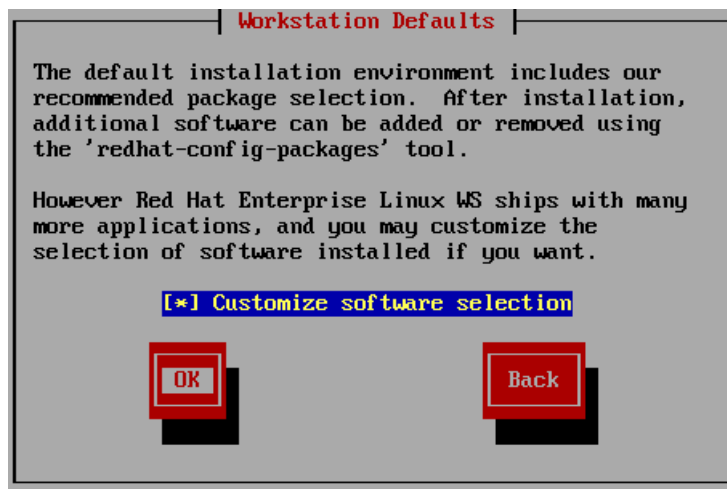 Workstation Defaults
The default installation environment includes our
recommended package selection.  After installation,
additional software can be added or removed using
the 'redhat-config-packages' tool.
However Red Hat Enterprise Linux WS ships with many
more applications, and you may customize the
selection of software installed if you want.
[*] Customize software selection
OK Back